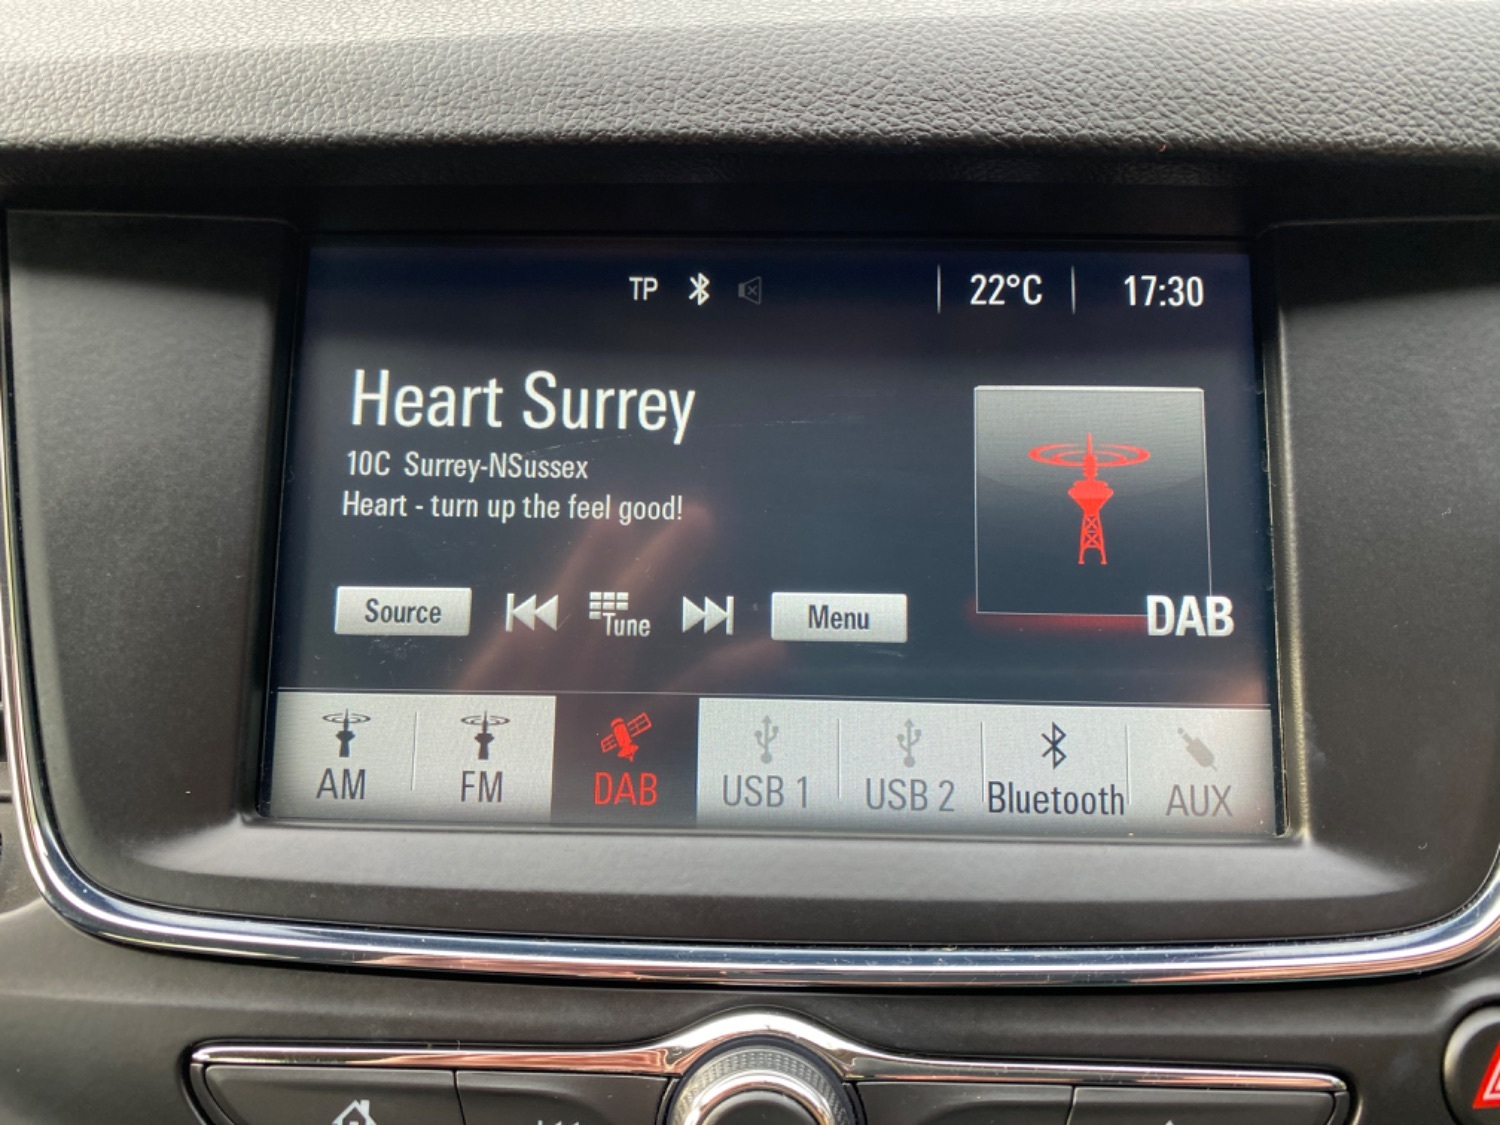 TP 22°C 17:30
Heart Surrey
10C Surrey-NSussex
Heart - turn up the feel good!
Source Tune Menu
DAB
AM FM DAB USB 1 USB 2 Bluetooth AUX